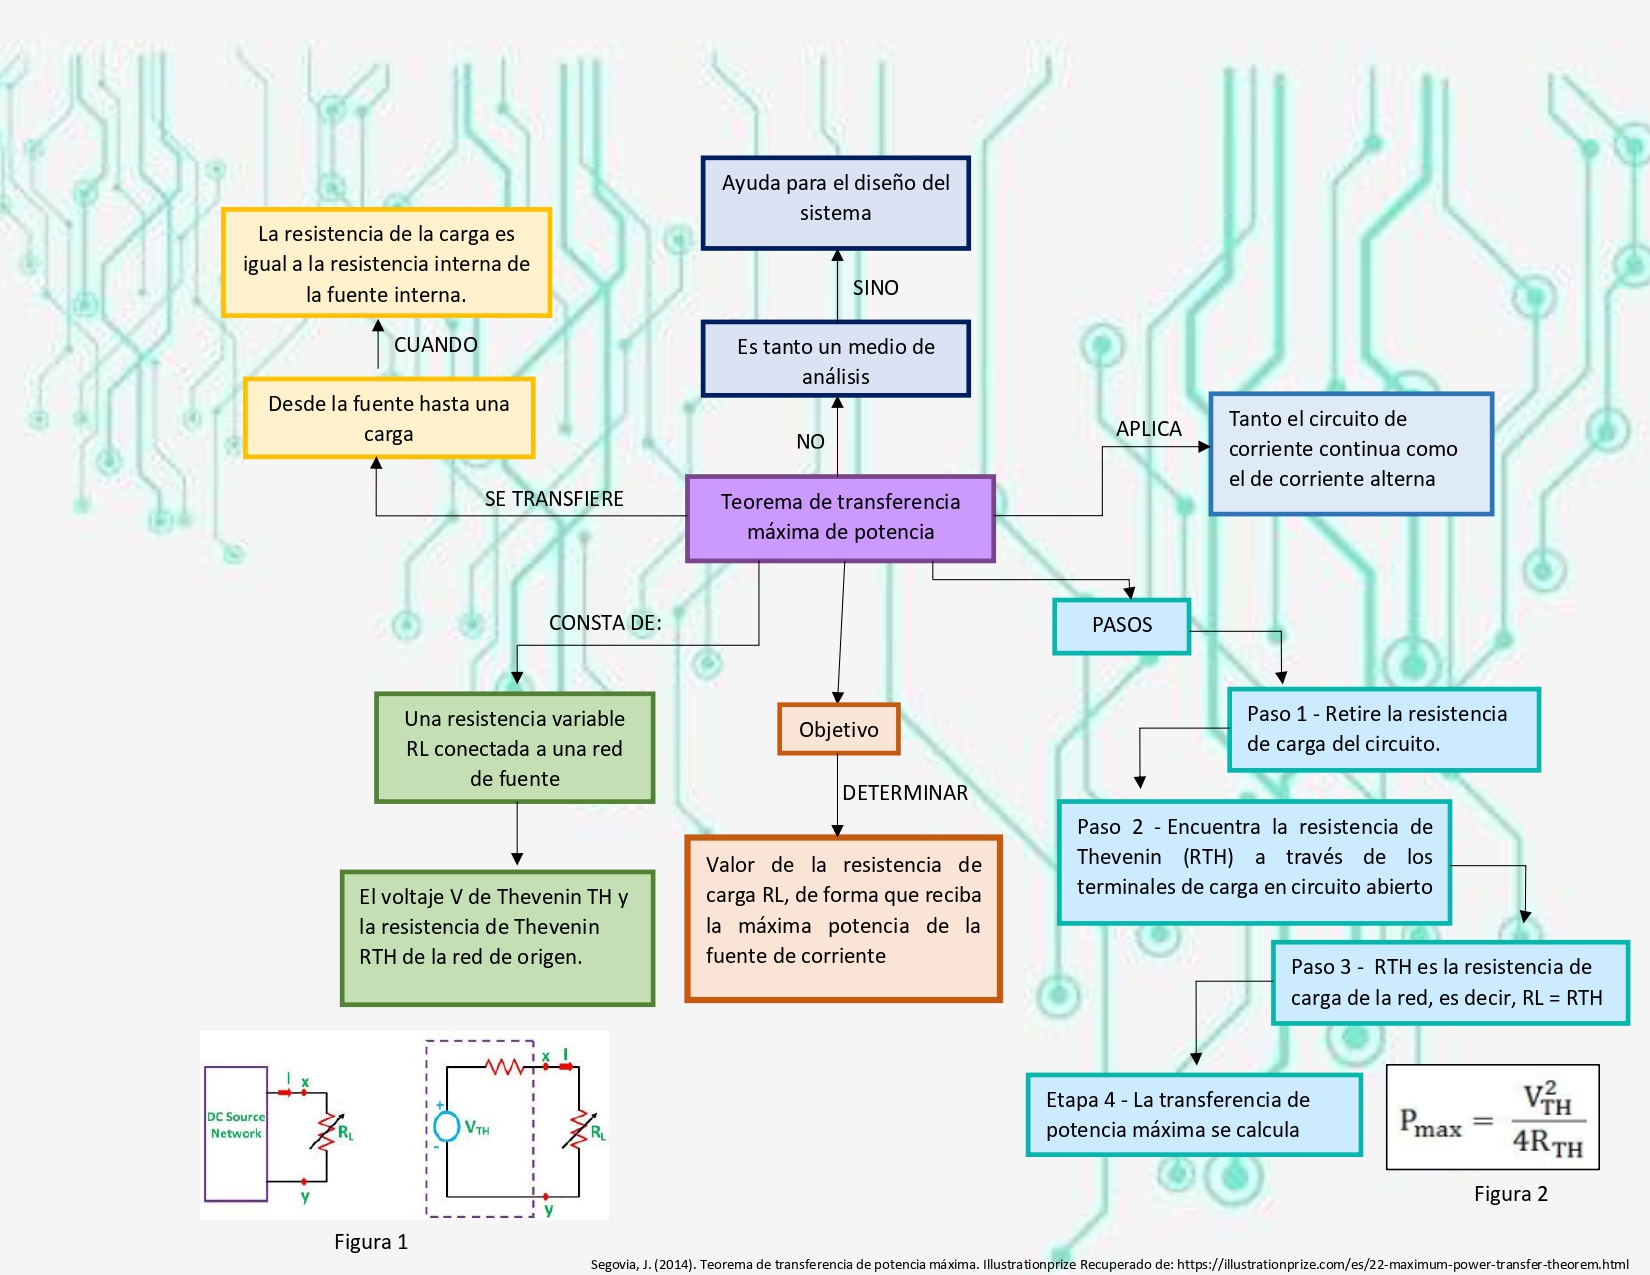 Ayuda para el diseño del
sistema
SINO
Es tanto un medio de
análisis
NO
La resistencia de la carga es
igual a la resistencia interna de
la fuente interna.
CUANDO
Desde la fuente hasta una
carga
SE TRANSFIERE
Teorema de transferencia
máxima de potencia
APLICA
Tanto el circuito de
corriente continua como
el de corriente alterna
CONSTA DE:
Una resistencia variable
RL conectada a una red
de fuente
El voltaje V de Thevenin TH y
la resistencia de Thevenin
RTH de la red de origen.
Objetivo
DETERMINAR
Valor de la resistencia de
carga RL, de forma que reciba
la máxima potencia de la
fuente de corriente
PASOS
Paso 1 - Retire la resistencia
de carga del circuito.
Paso 2 - Encuentra la resistencia de
Thevenin (RTH) a través de los
terminales de carga en circuito abierto
Paso 3 - RTH es la resistencia de
carga de la red, es decir, RL = RTH
Etapa 4 - La transferencia de
potencia máxima se calcula
P_max = V_TH^2 / 4R_TH
Figura 2
DC Source
Network
I
x
R_L
y
+
V_TH
-
x
I
R_L
y
Figura 1
Segovia, J. (2014). Teorema de transferencia de potencia máxima. Illustrationprize Recuperado de: https://illustrationprize.com/es/22-maximum-power-transfer-theorem.html